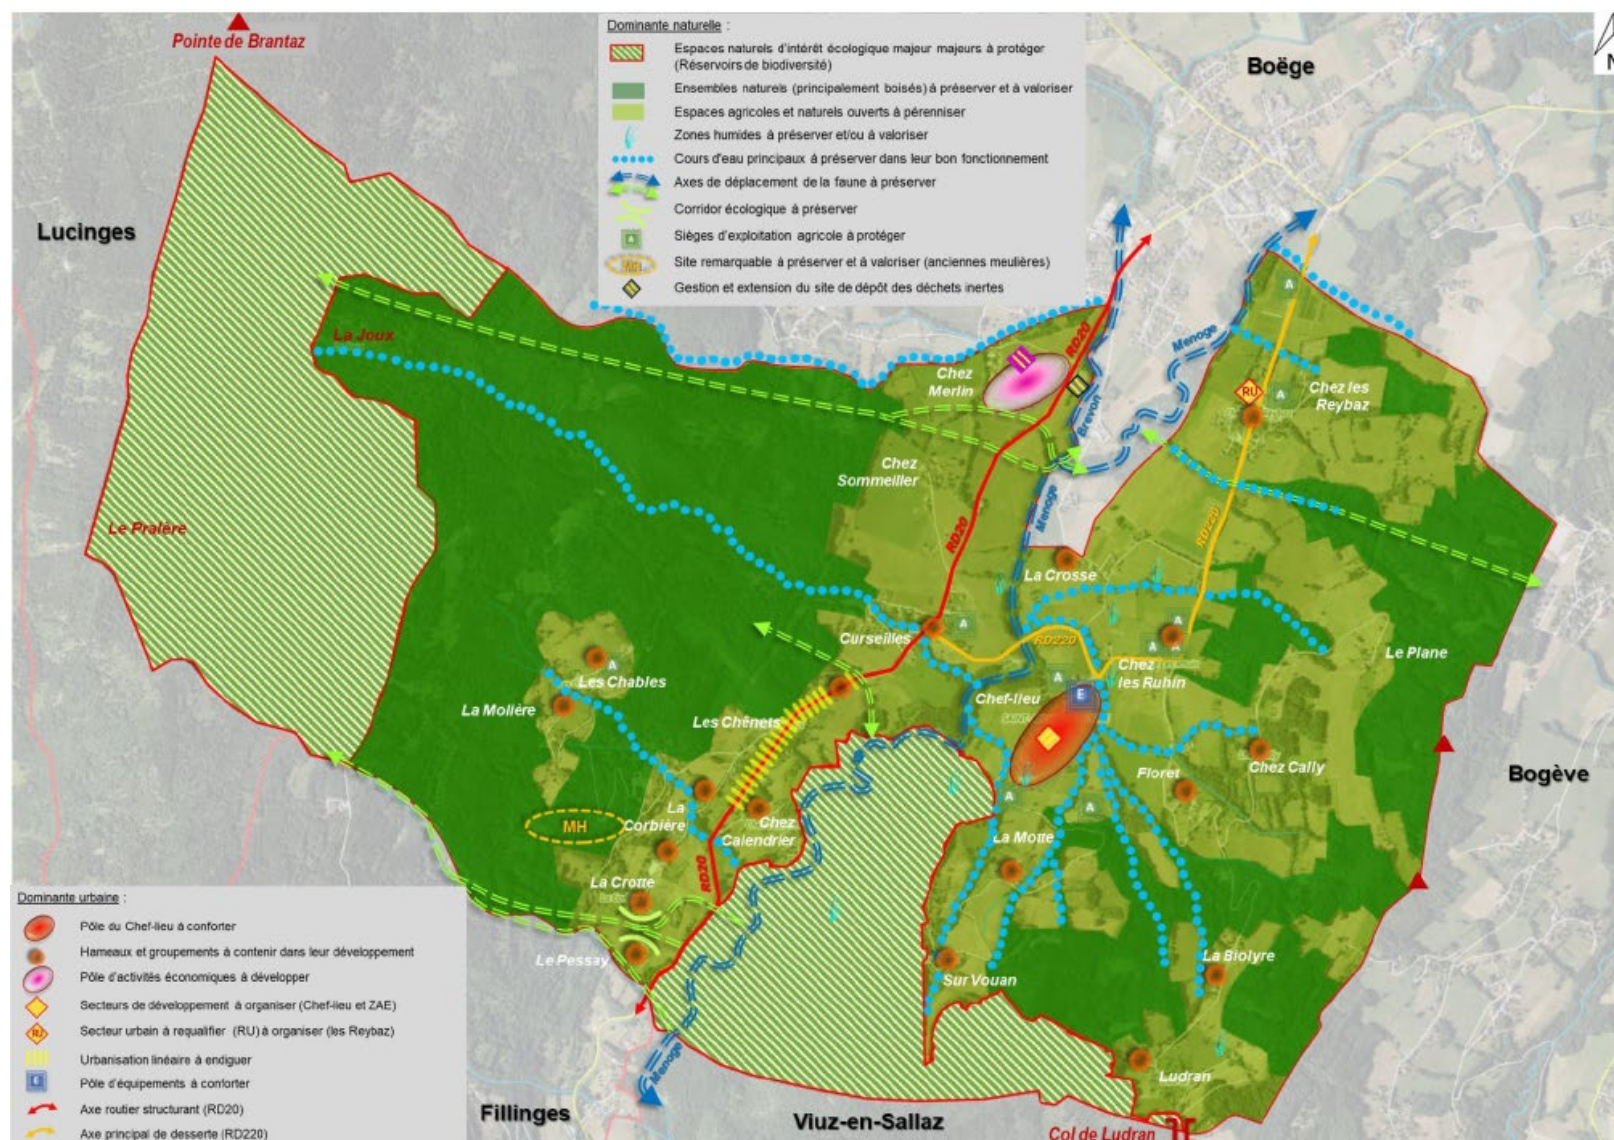 Pointe de Brantaz
Dominante naturelle :
Espaces naturels d'intérêt écologique majeur majeurs à protéger
(Réservoirs de biodiversité)
Ensembles naturels (principalement boisés) à préserver et à valoriser
Espaces agricoles et naturels ouverts à pérenniser
Zones humides à préserver et/ou à valoriser
Cours d'eau principaux à préserver dans leur bon fonctionnement
Axes de déplacement de la faune à préserver
Corridor écologique à préserver
A
Sièges d'exploitation agricole à protéger
MH
Site remarquable à préserver et à valoriser (anciennes meulières)
Gestion et extension du site de dépôt des déchets inertes
N
Boëge
Lucinges
La Joux
Chez
Merlin
RD20
Brevon
Menoge
A
RU
A
Chez les
Reybaz
Chez
Sommeiller
RD20
Menoge
RD220
Le Pralère
La Crosse
Curseilles
A
RD220
A
A
A
Chez
les Ruhin
Le Plane
Les Chables
A
La Molière
Les Chênets
Chef-lieu
A
E
SAINT-
Floret
Chez Cally
Bogève
MH
La
Corbière
Chez
Calendrier
A
A
La Motte
RD20
La Crotte
Le Pessay
Sur Vouan
La Biolyre
Menoge
Ludran
Fillinges
Viuz-en-Sallaz
Col de Ludran
Dominante urbaine :
Pôle du Chef-lieu à conforter
Hameaux et groupements à contenir dans leur développement
Pôle d'activités économiques à développer
Secteurs de développement à organiser (Chef-lieu et ZAE)
RU
Secteur urbain à requalifier (RU) à organiser (les Reybaz)
Urbanisation linéaire à endiguer
E
Pôle d'équipements à conforter
Axe routier structurant (RD20)
Axe principal de desserte (RD220)